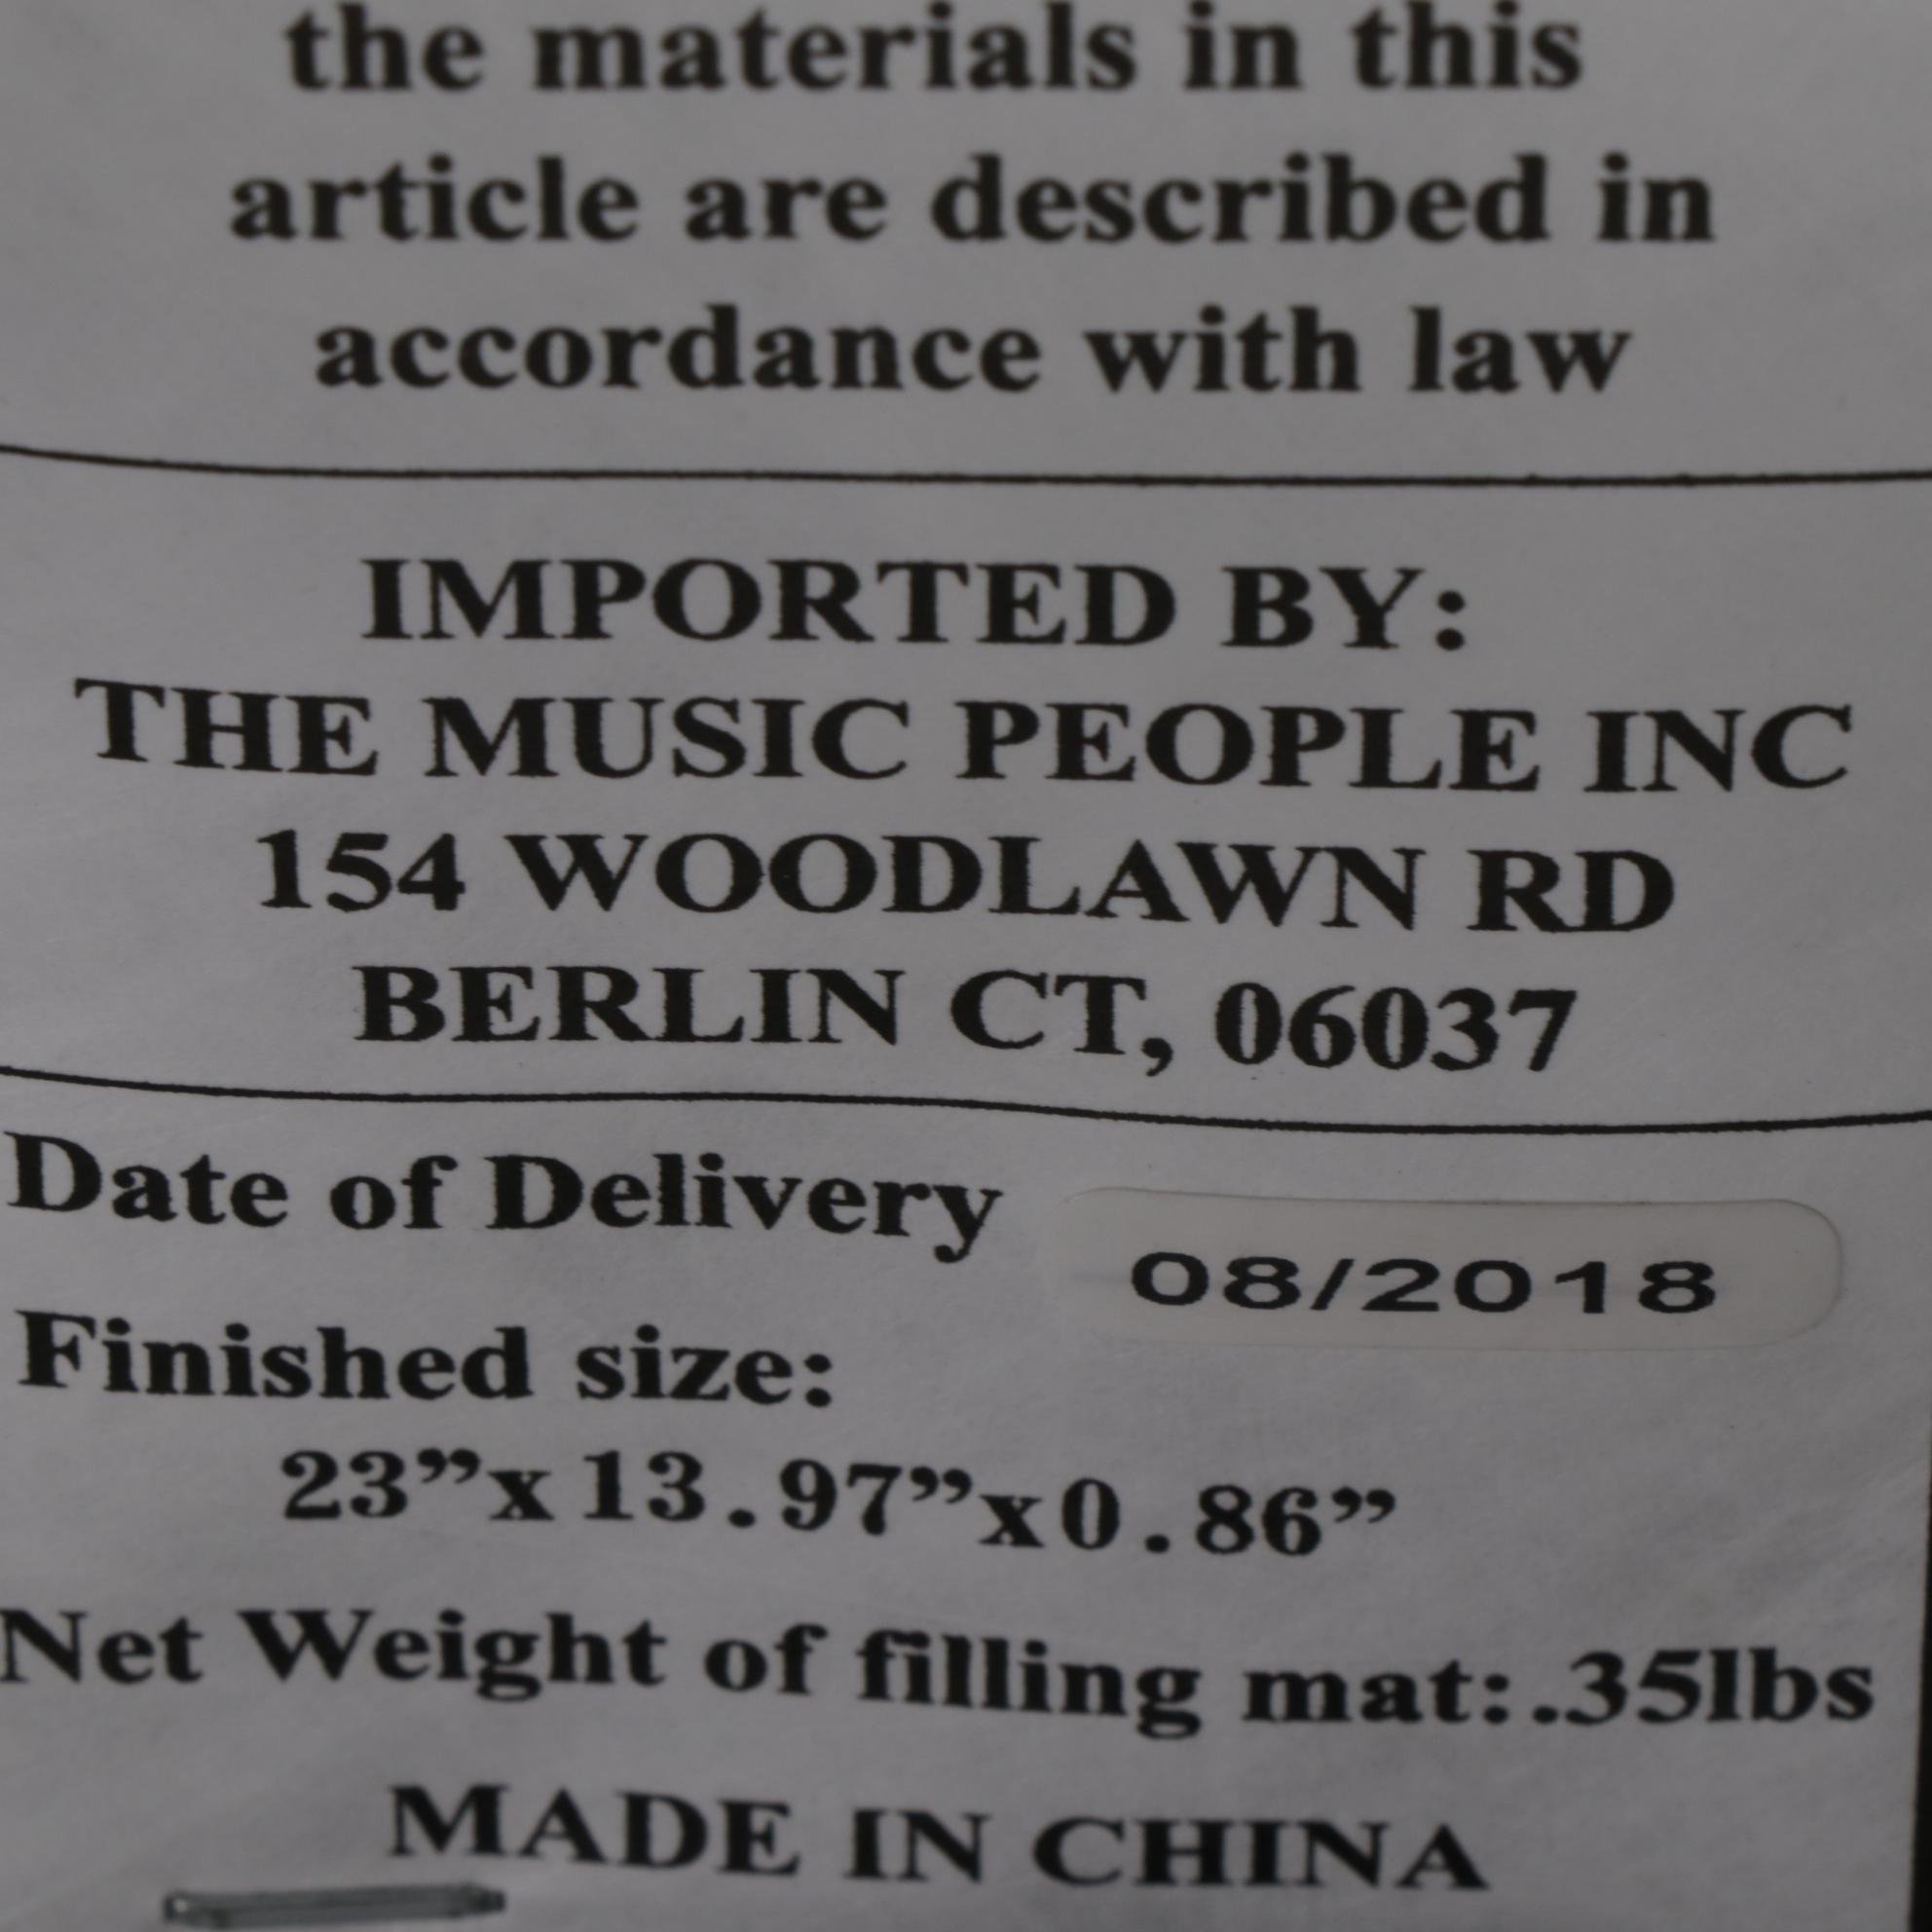 the materials in this
article are described in
accordance with law
IMPORTED BY:
THE MUSIC PEOPLE INC
154 WOODLAWN RD
BERLIN CT, 06037
Date of Delivery 08/2018
Finished size:
23”x13.97”x0.86”
Net Weight of filling mat:.35lbs
MADE IN CHINA